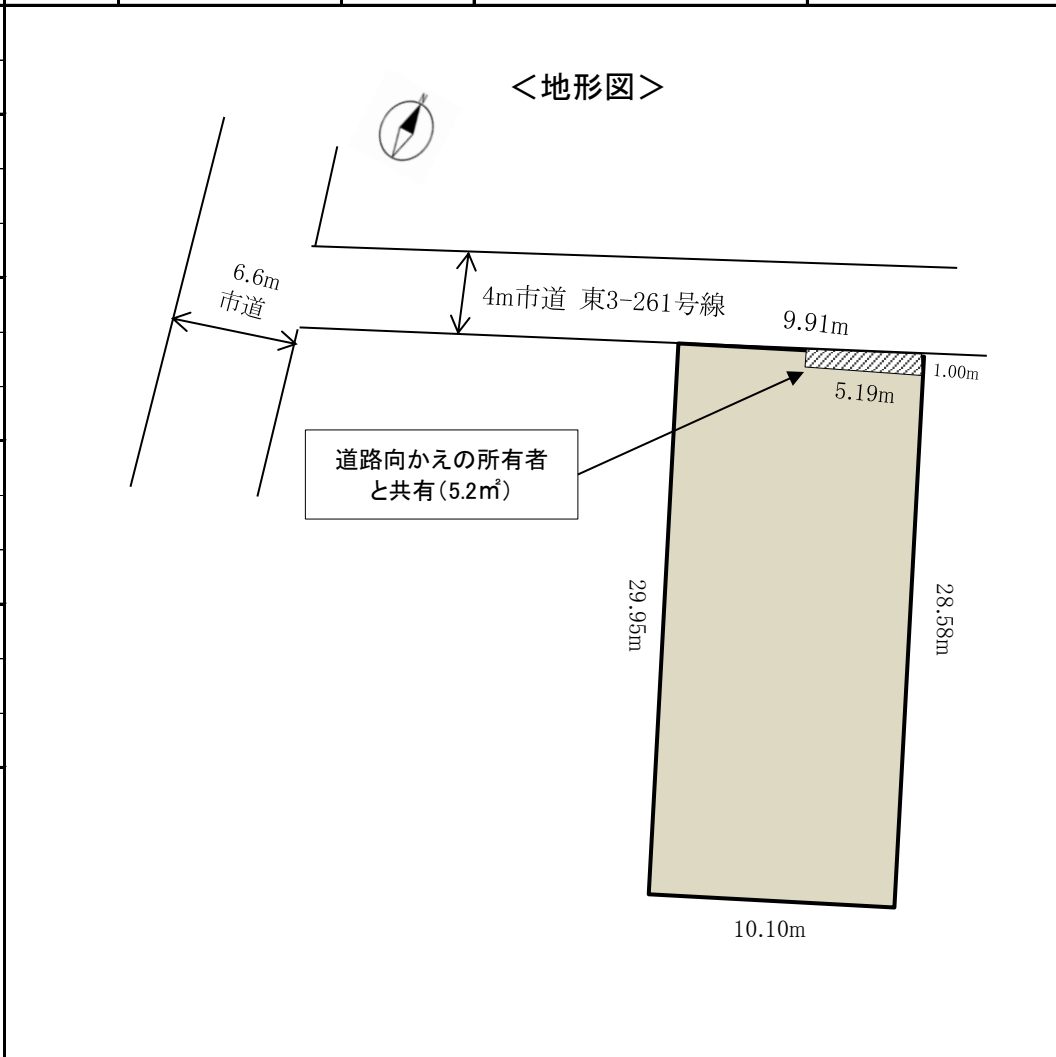 ＜地形図＞
N
6.6m
市道
4m市道 東3-261号線
9.91m
1.00m
5.19m
道路向かえの所有者
と共有（5.2㎡）
29.95m
28.58m
10.10m